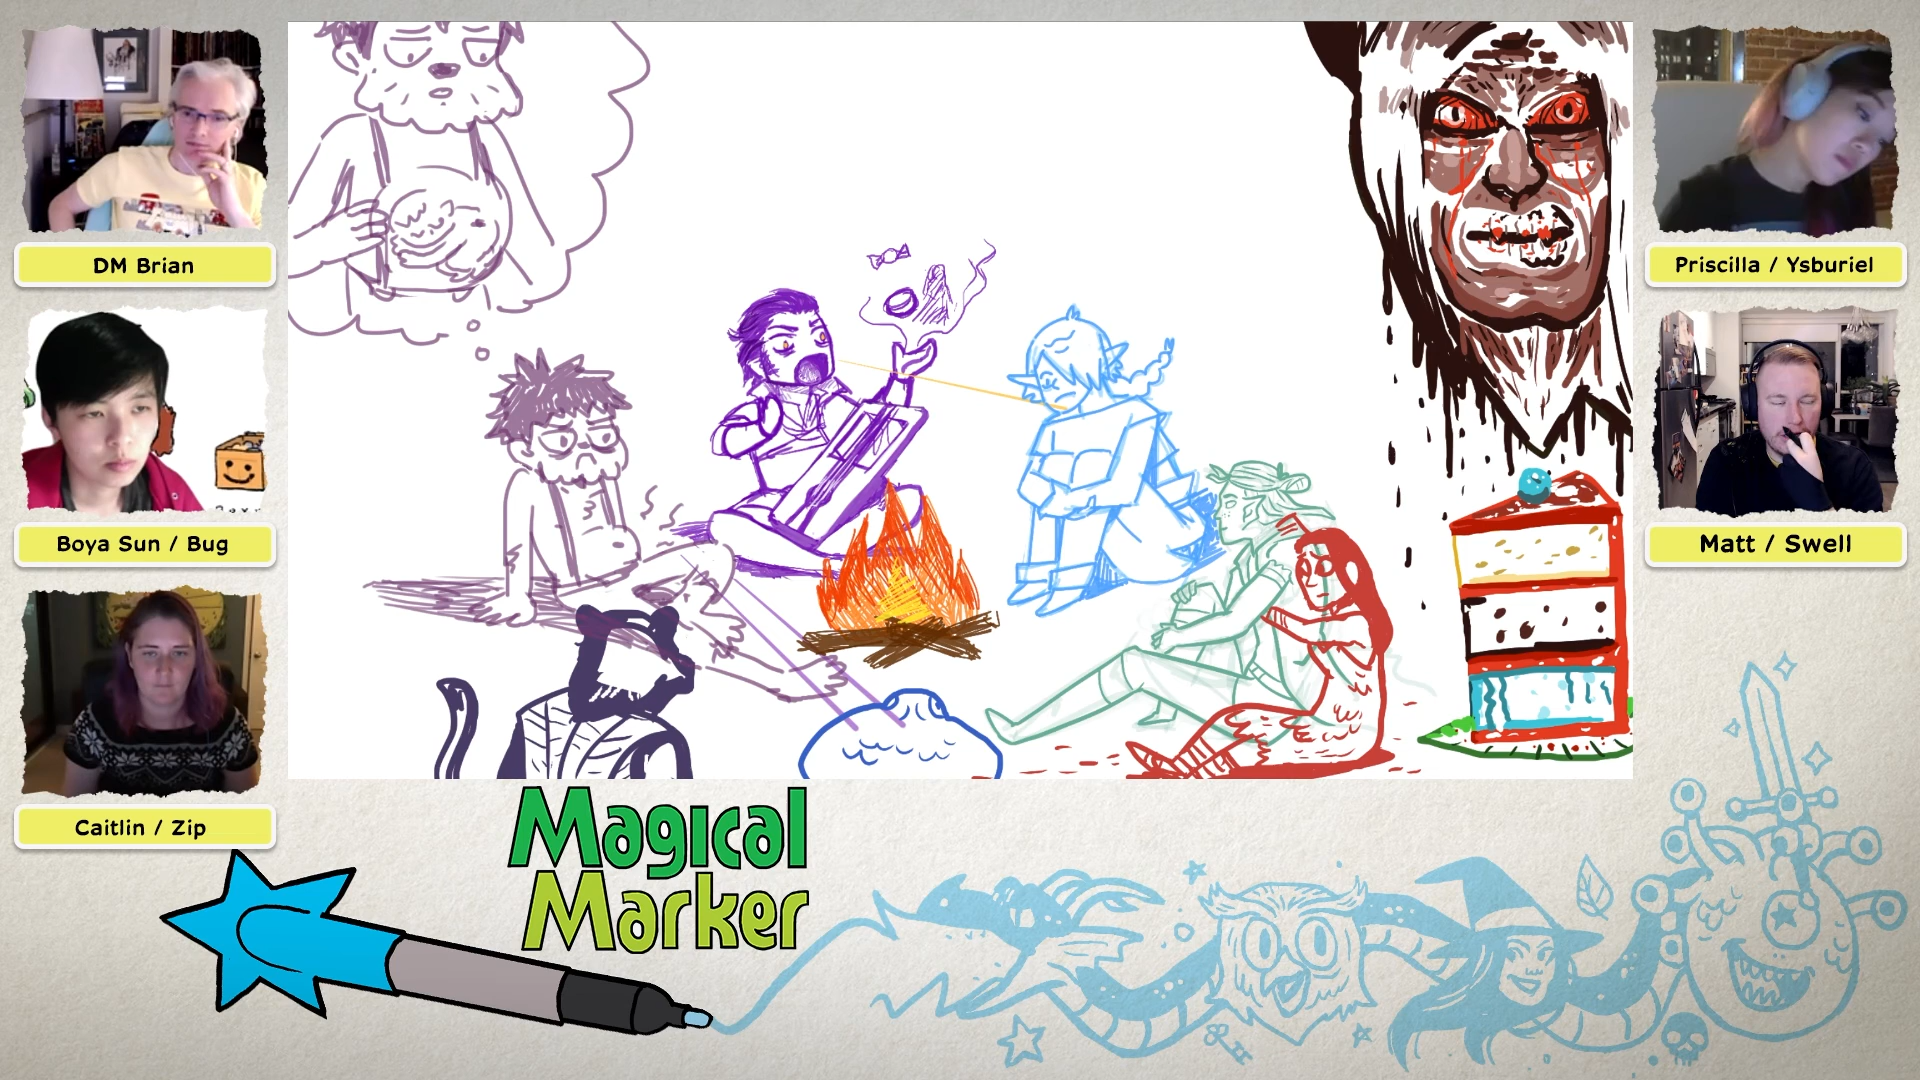 DM Brian
Priscilla / Ysburiel
Boya Sun / Bug
Matt / Swell
Caitlin / Zip
Magical
Marker